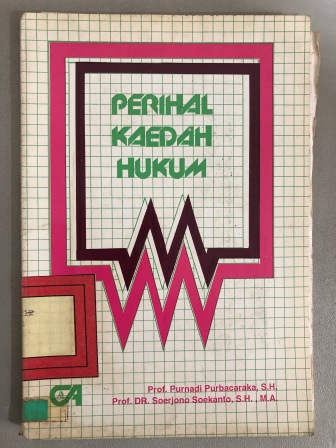 PERIHAL
KAEDAH
HUKUM
Prof. Purnadi Purbacaraka, S.H.
Prof. DR. Soerjono Soekanto, S.H., M.A.